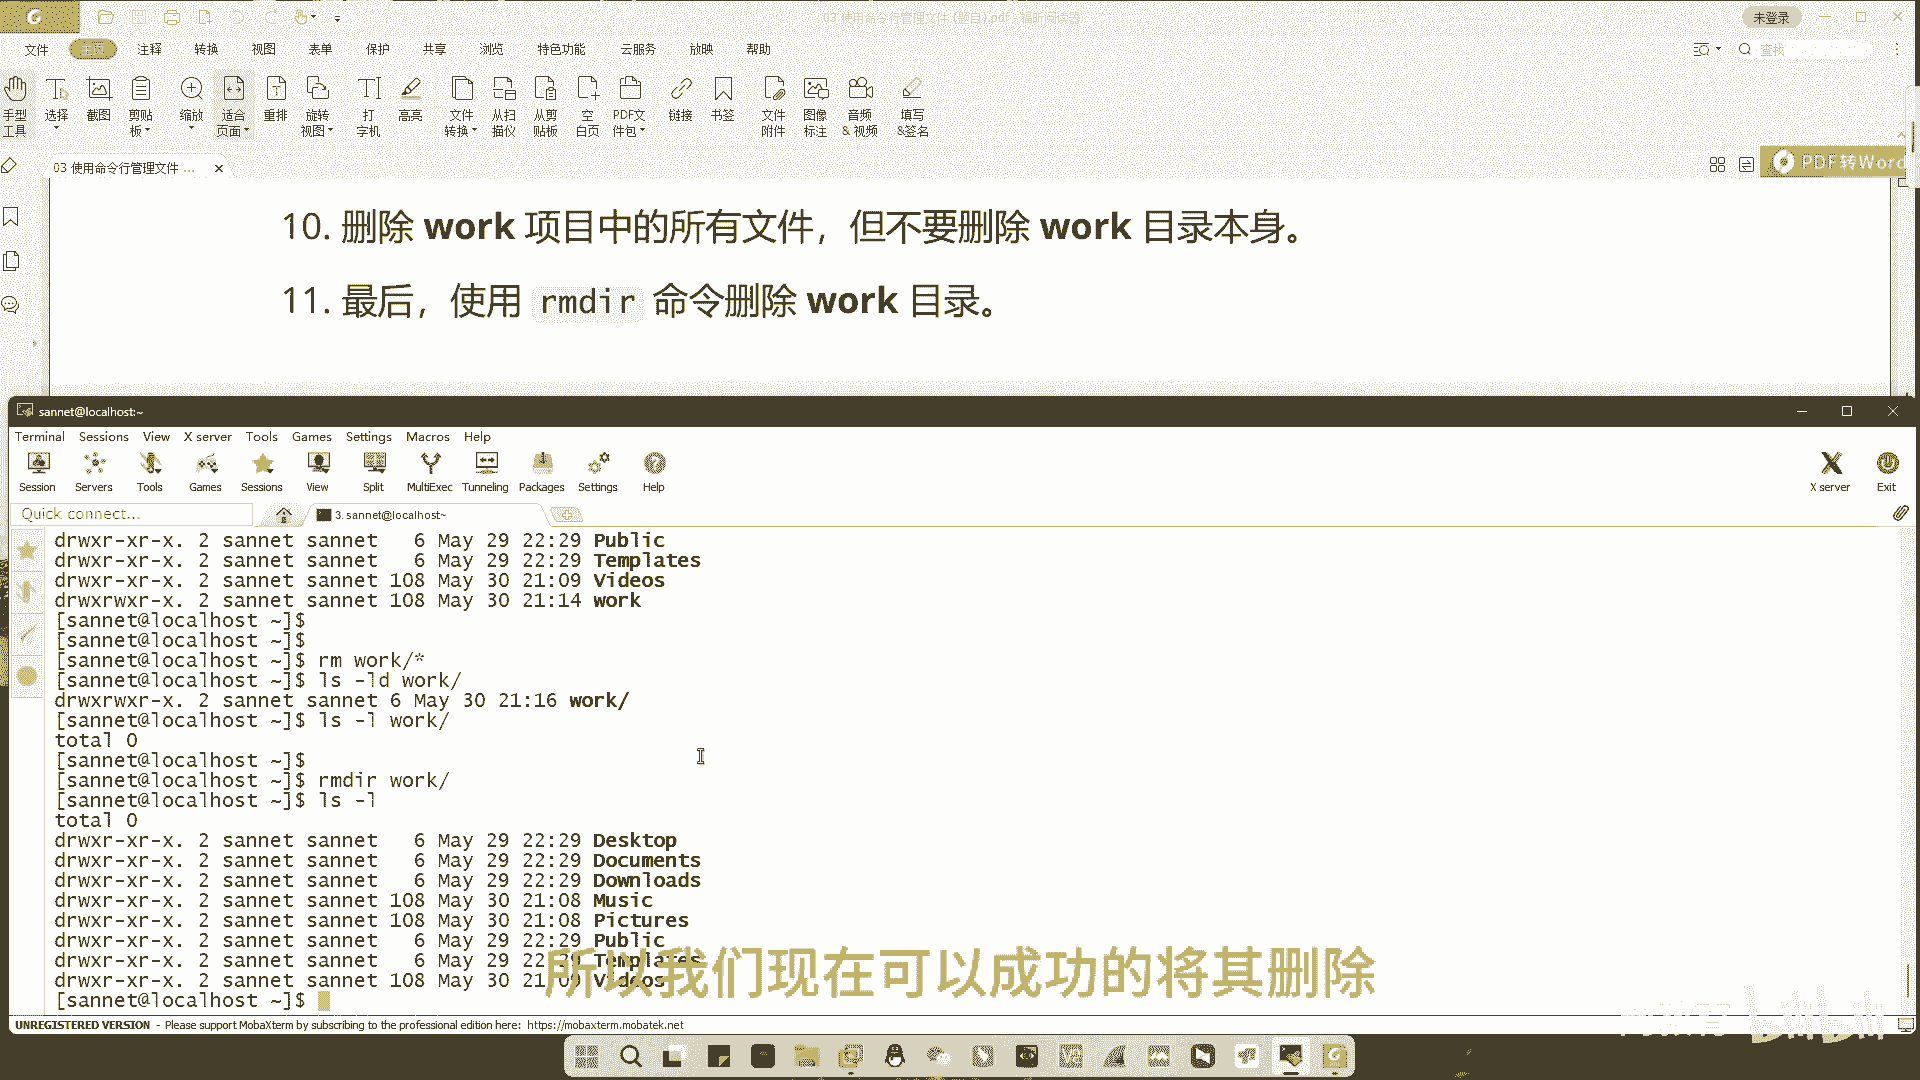 03 使用命令行管理文件 (题目).pdf - 福昕阅读器
未登录
文件 主页 注释 转换 视图 表单 保护 共享 浏览 特色功能 云服务 放映 帮助
查找
手型工具 选择 截图 剪贴板 缩放 适合页面 重排 旋转视图 打字机 高亮 文件转换 从扫描仪 从剪贴板 空白页 PDF文件包 链接 书签 文件附件 图像标注 音频&视频 填写&签名
03 使用命令行管理文件 ...
PDF转Word
10. 删除 work 项目中的所有文件，但不要删除 work 目录本身。
11. 最后，使用 rmdir 命令删除 work 目录。
sannet@localhost:~
Terminal Sessions View X server Tools Games Settings Macros Help
Session Servers Tools Games Sessions View Split MultiExec Tunneling Packages Settings Help X server Exit
Quick connect...
3. sannet@localhost~
drwxr-xr-x. 2 sannet sannet   6 May 29 22:29 Public
drwxr-xr-x. 2 sannet sannet   6 May 29 22:29 Templates
drwxr-xr-x. 2 sannet sannet 108 May 30 21:09 Videos
drwxrwxr-x. 2 sannet sannet 108 May 30 21:14 work
[sannet@localhost ~]$
[sannet@localhost ~]$
[sannet@localhost ~]$ rm work/*
[sannet@localhost ~]$ ls -ld work/
drwxrwxr-x. 2 sannet sannet 6 May 30 21:16 work/
[sannet@localhost ~]$ ls -l work/
total 0
[sannet@localhost ~]$
[sannet@localhost ~]$ rmdir work/
[sannet@localhost ~]$ ls -l
total 0
drwxr-xr-x. 2 sannet sannet   6 May 29 22:29 Desktop
drwxr-xr-x. 2 sannet sannet   6 May 29 22:29 Documents
drwxr-xr-x. 2 sannet sannet   6 May 29 22:29 Downloads
drwxr-xr-x. 2 sannet sannet 108 May 30 21:08 Music
drwxr-xr-x. 2 sannet sannet 108 May 30 21:08 Pictures
drwxr-xr-x. 2 sannet sannet   6 May 29 22:29 Public
drwxr-xr-x. 2 sannet sannet   6 May 29 22:29 Templates
drwxr-xr-x. 2 sannet sannet 108 May 30 21:09 Videos
[sannet@localhost ~]$
所以我们现在可以成功的将其删除
UNREGISTERED VERSION - Please support MobaXterm by subscribing to the professional edition here: https://mobaxterm.mobatek.net